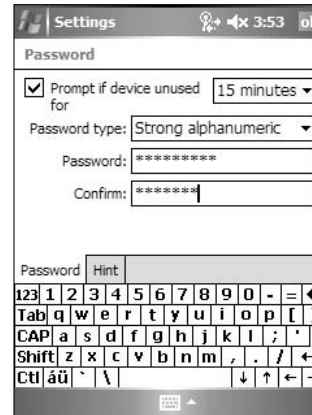 Settings 3:53 ok
Password
Prompt if device unused for 15 minutes
Password type: Strong alphanumeric
Password: *********
Confirm: *******
Password Hint
123 1 2 3 4 5 6 7 8 9 0 - =
Tab q w e r t y u i o p [ ]
CAP a s d f g h j k l ; '
Shift z x c v b n m , . /
Ctl áü ` \